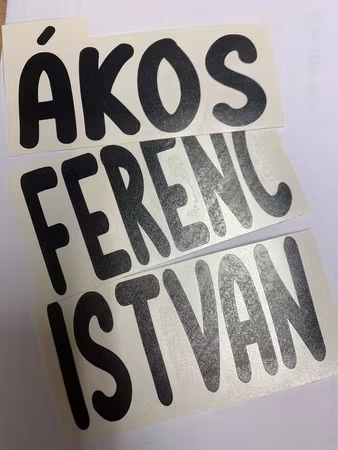 ÁKOS
FERENC
ISTVAN